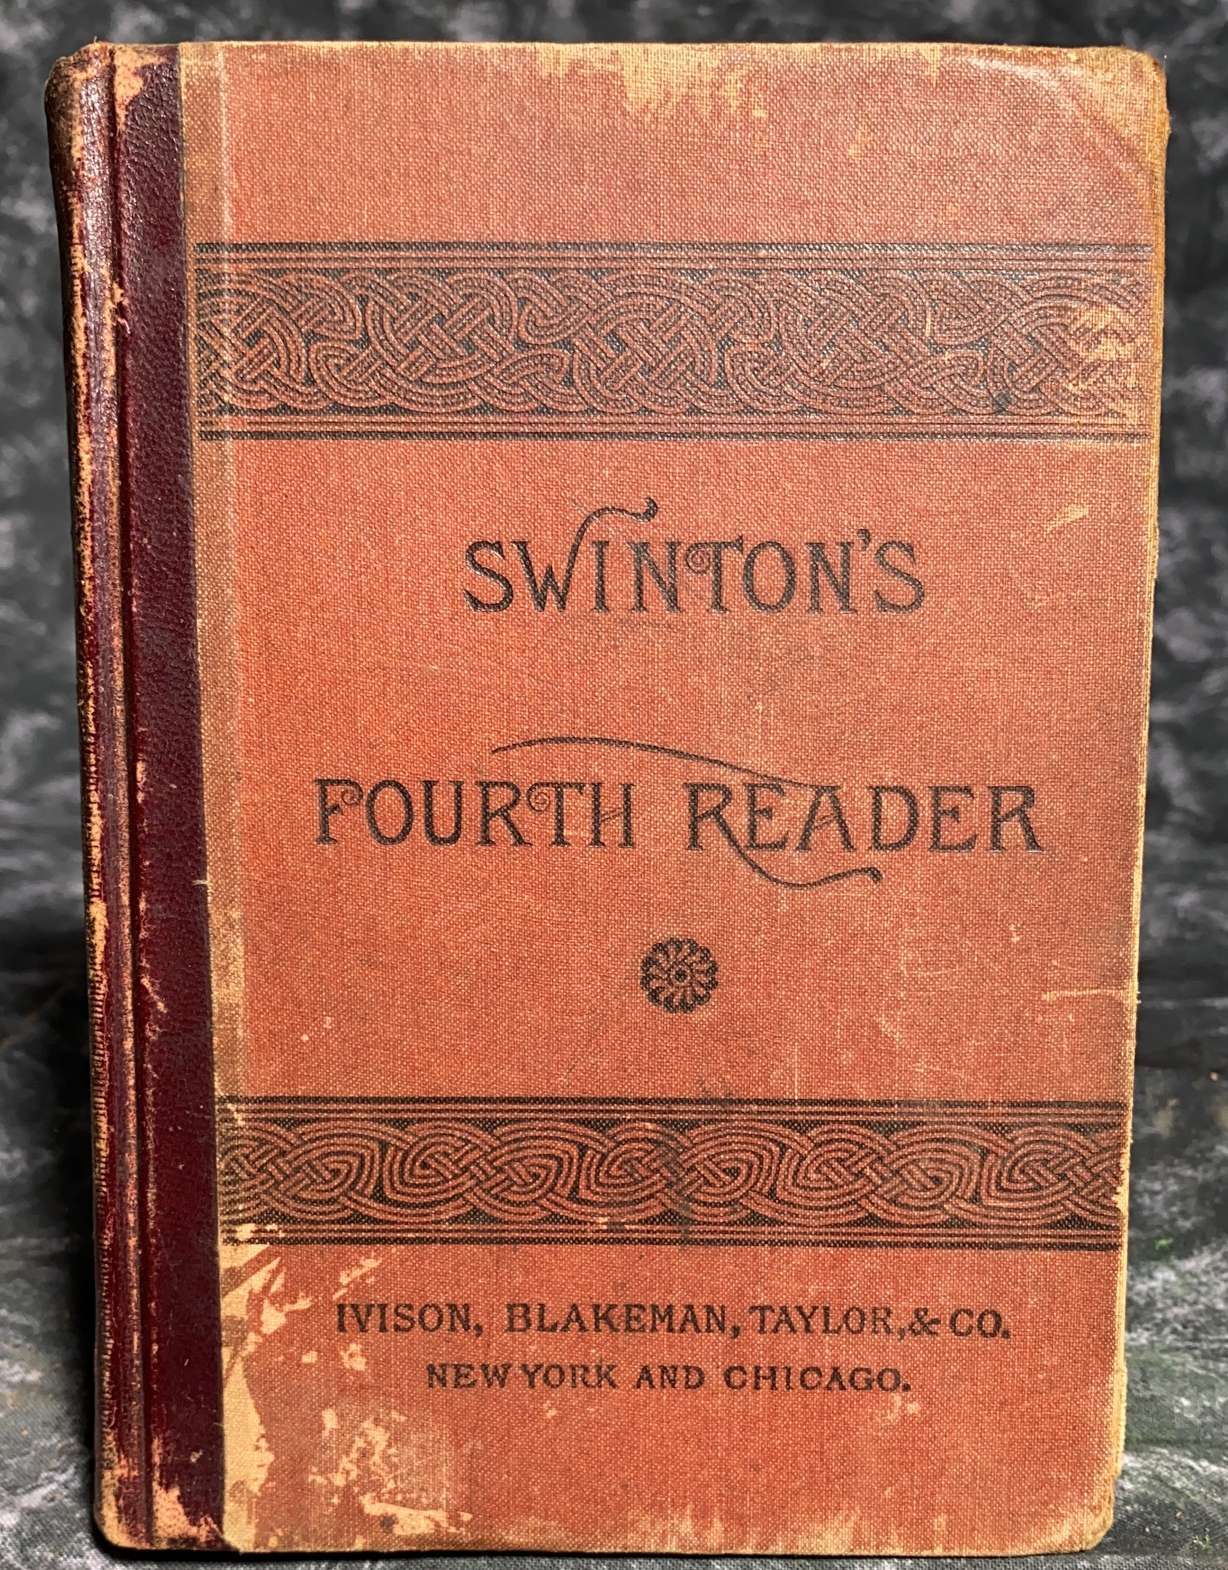 SWINTON'S
FOURTH READER
IVISON, BLAKEMAN, TAYLOR, & CO.
NEW YORK AND CHICAGO.